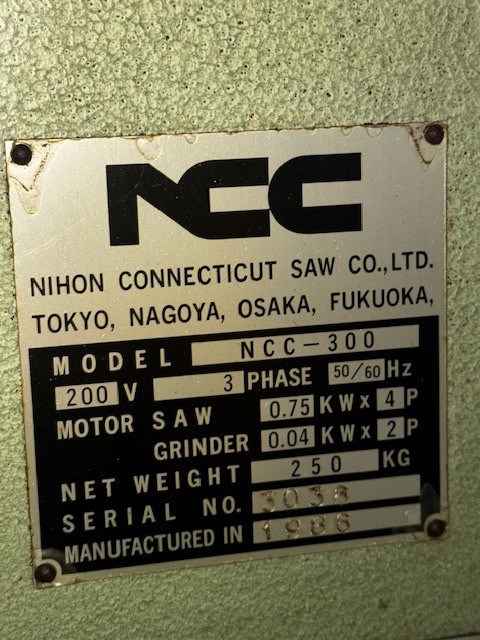 NCC
NIHON CONNECTICUT SAW CO.,LTD.
TOKYO, NAGOYA, OSAKA, FUKUOKA,
MODEL NCC-300
200 V 3 PHASE 50/60 Hz
MOTOR SAW 0.75 KW x 4 P
GRINDER 0.04 KW x 2 P
NET WEIGHT 250 KG
SERIAL NO. 3038
MANUFACTURED IN 1986